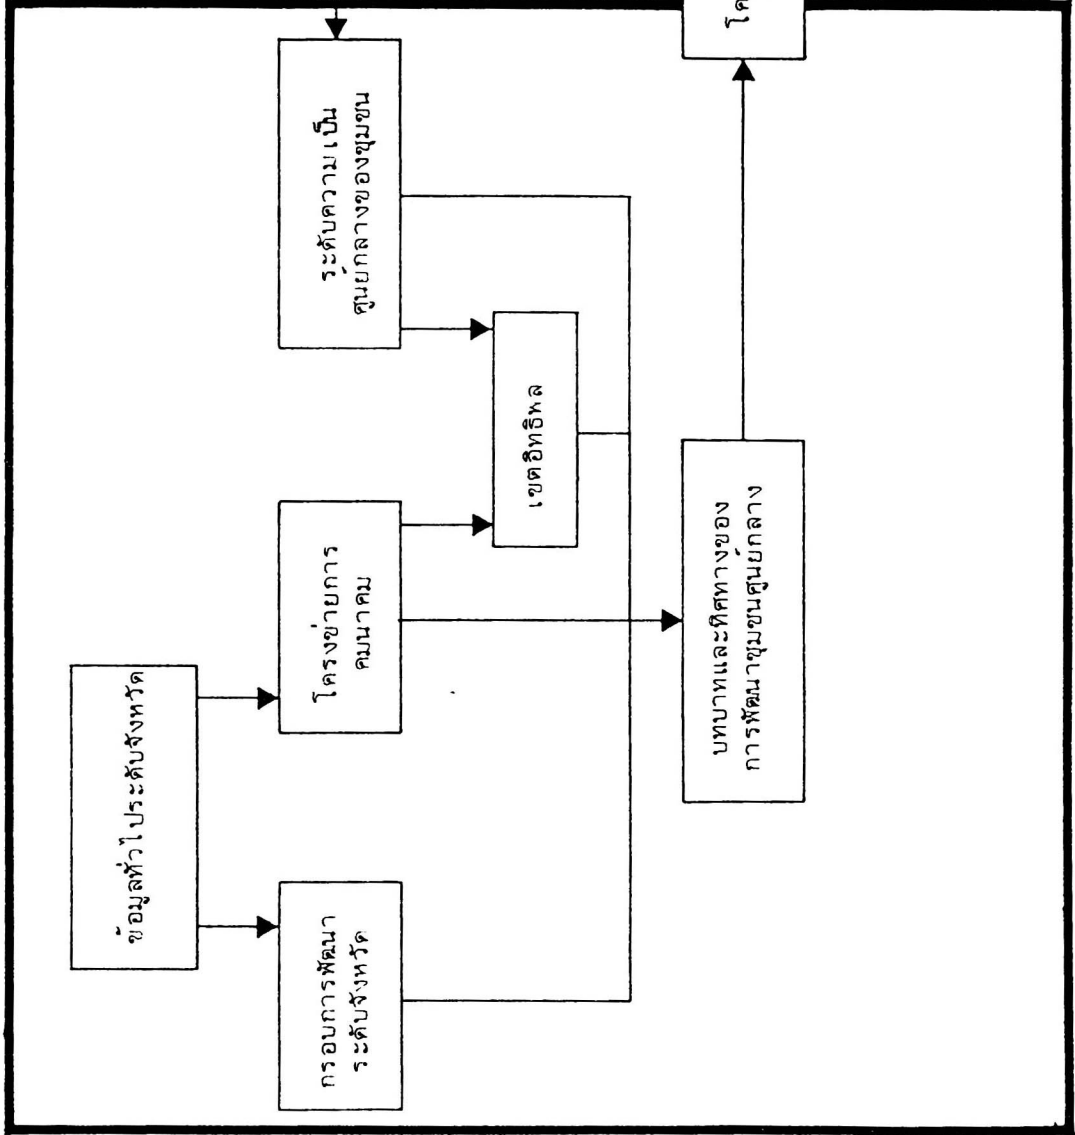 ข้อมูลทั่วไประดับจังหวัด
กรอบการพัฒนา
ระดับจังหวัด
โครงข่ายการ
คมนาคม
ระดับความเป็น
ศูนย์กลางของชุมชน
เขตอิทธิพล
บทบาทและทิศทางของ
การพัฒนาชุมชนศูนย์กลาง